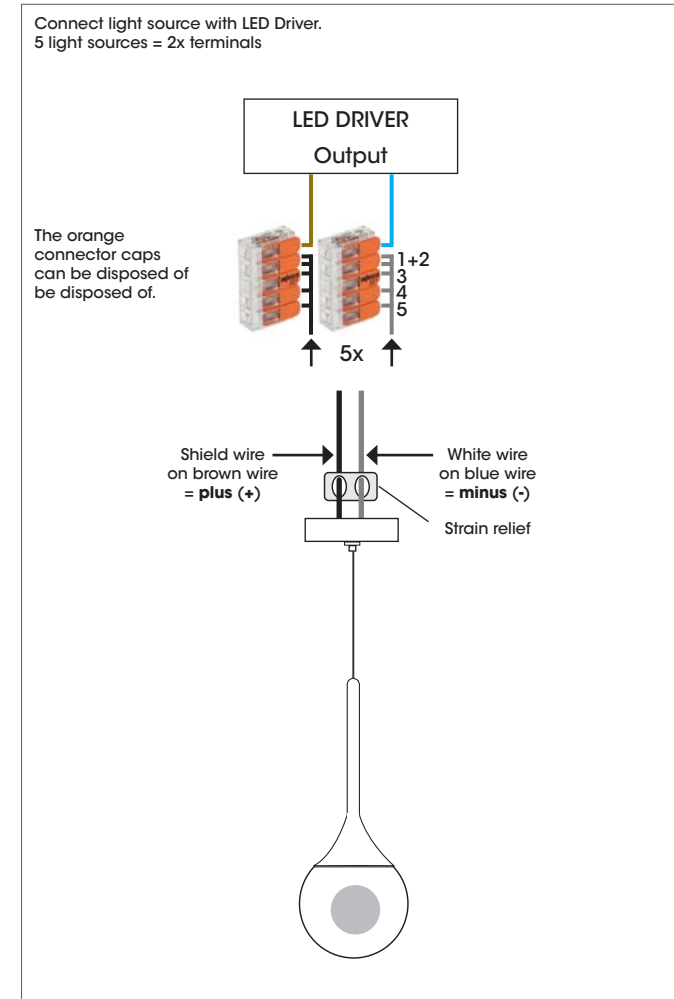 Connect light source with LED Driver.
5 light sources = 2x terminals
LED DRIVER
Output
The orange
connector caps
can be disposed of
be disposed of.
1+2
3
4
5
5x
Shield wire
on brown wire
= plus (+)
White wire
on blue wire
= minus (-)
Strain relief